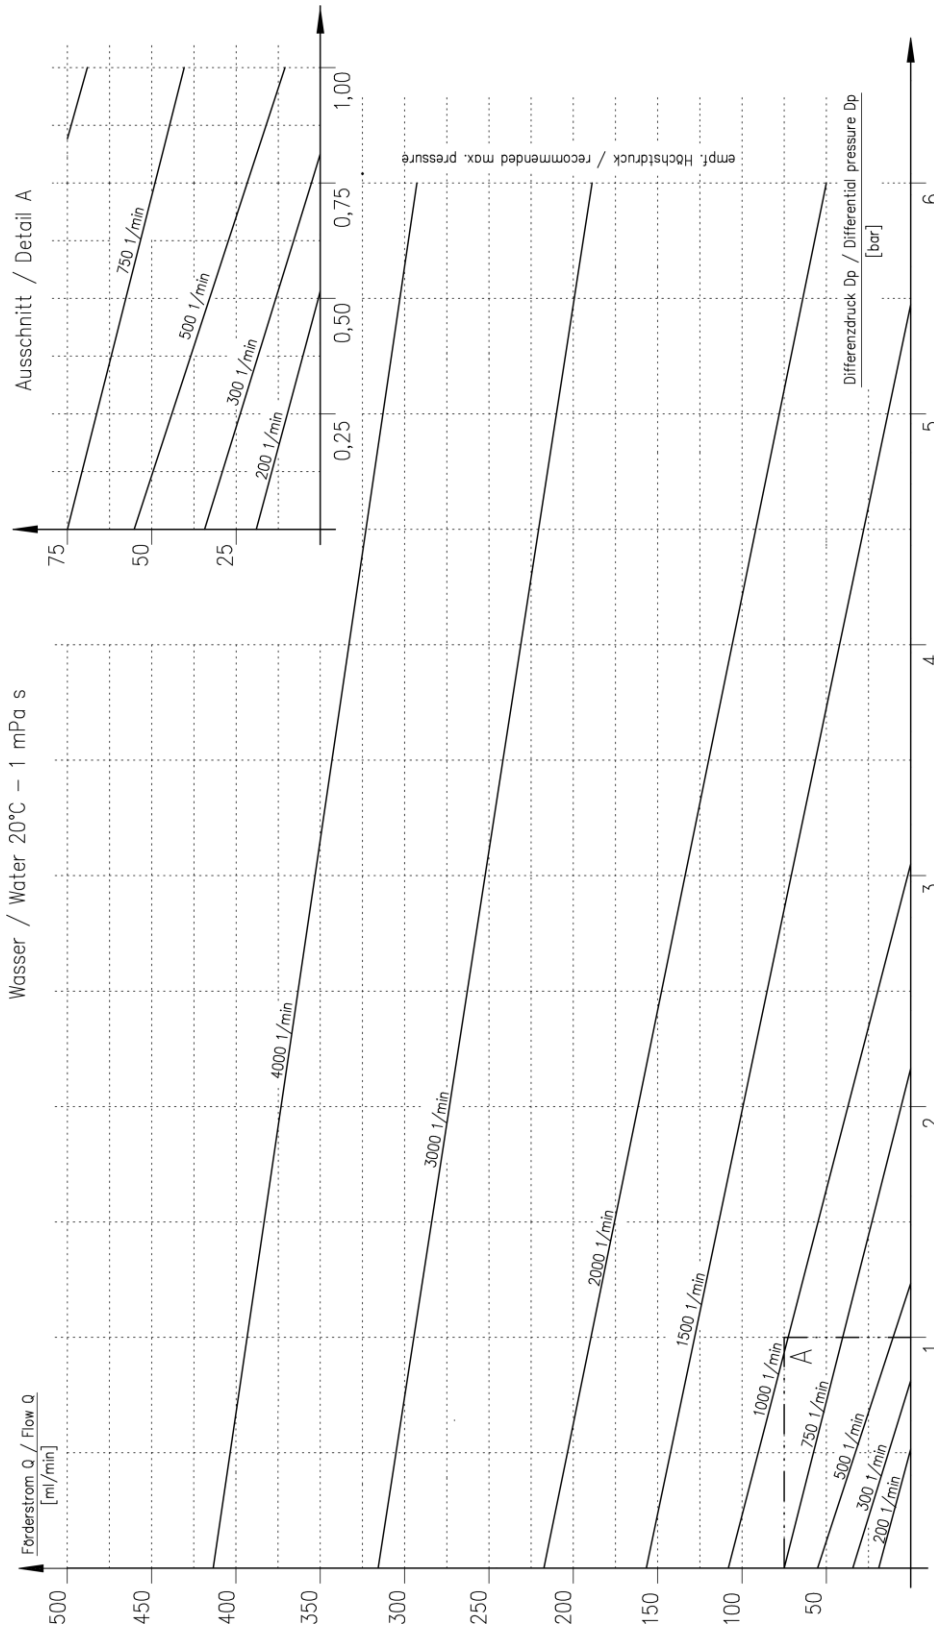 Wasser / Water 20°C – 1 mPa s
Ausschnitt / Detail A
75
50
25
0,25
0,50
0,75
1,00
750 1/min
500 1/min
300 1/min
200 1/min
Förderstrom Q / Flow Q
[ml/min]
500
450
400
350
300
250
200
150
100
50
4000 1/min
3000 1/min
2000 1/min
1500 1/min
1000 1/min
750 1/min
500 1/min
300 1/min
200 1/min
A
empf. Höchstdruck / recommended max. pressure
1
2
3
4
5
6
Differenzdruck Dp / Differential pressure Dp
[bar]